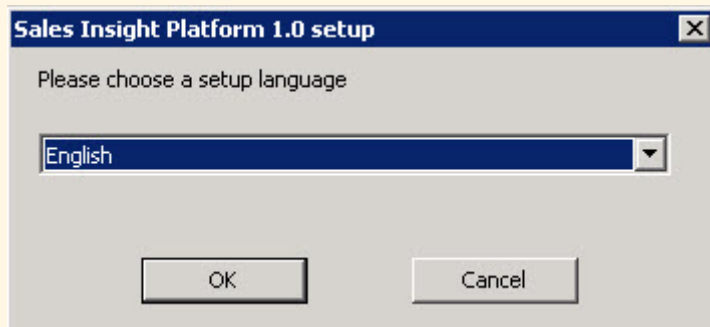 Sales Insight Platform 1.0 setup
Please choose a setup language
English
OK
Cancel